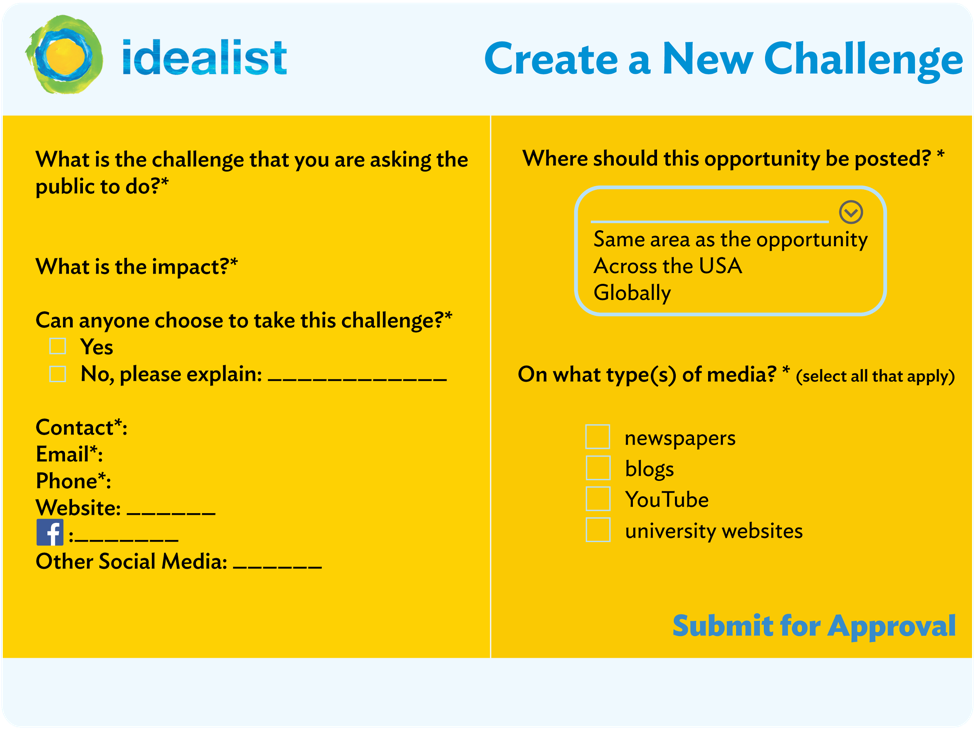 idealist
Create a New Challenge
What is the challenge that you are asking the
public to do?*
What is the impact?*
Can anyone choose to take this challenge?*
Yes
No, please explain: ____________
Contact*:
Email*:
Phone*:
Website: ______
f :_______
Other Social Media: ______
Where should this opportunity be posted? *
Same area as the opportunity
Across the USA
Globally
On what type(s) of media? * (select all that apply)
newspapers
blogs
YouTube
university websites
Submit for Approval